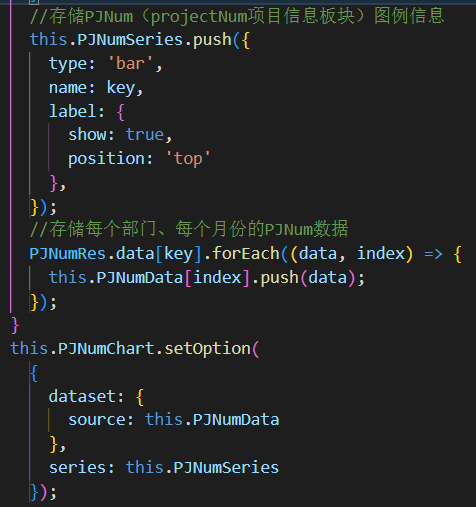 //存储PJNum（projectNum项目信息板块）图例信息
this.PJNumSeries.push({
type: 'bar',
name: key,
label: {
show: true,
position: 'top'
},
});
//存储每个部门、每个月份的PJNum数据
PJNumRes.data[key].forEach((data, index) => {
this.PJNumData[index].push(data);
});
}
this.PJNumChart.setOption(
{
dataset: {
source: this.PJNumData
},
series: this.PJNumSeries
});